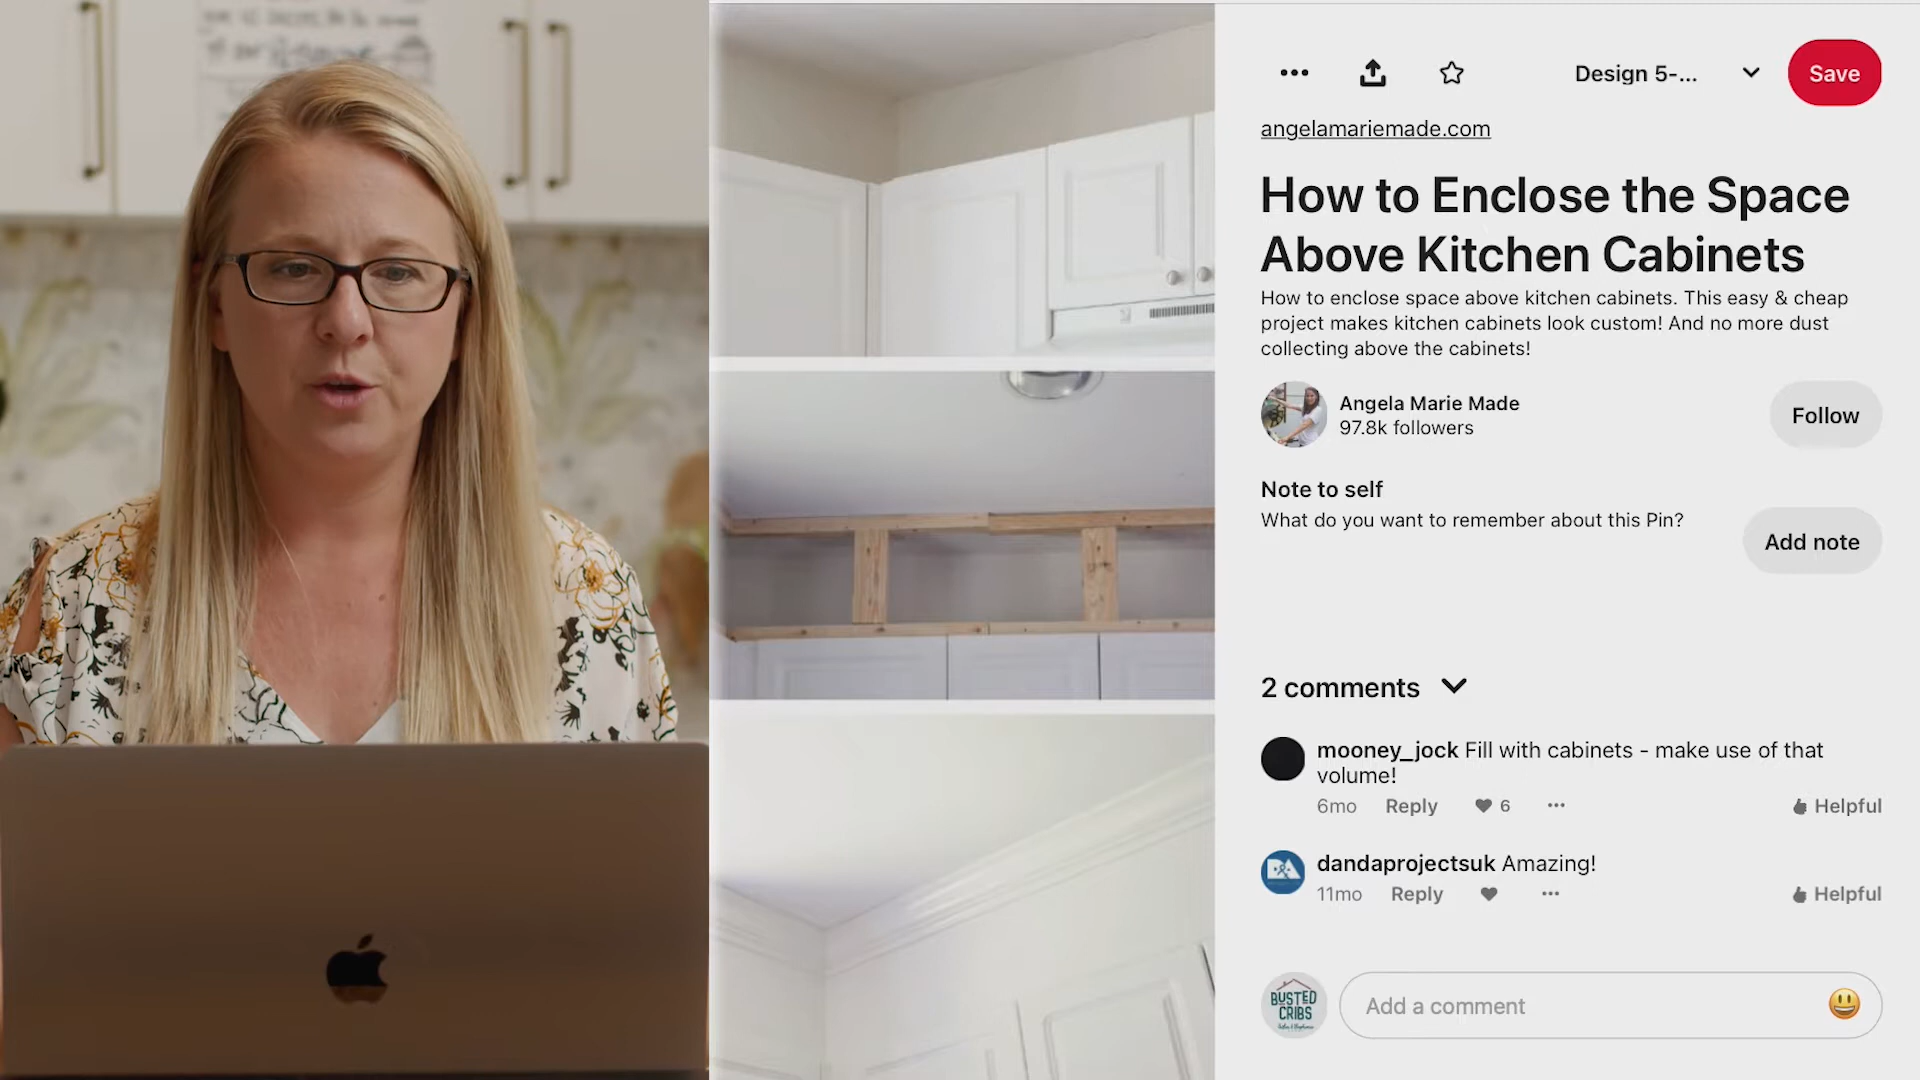 Design 5-...
Save
angelamariemade.com
How to Enclose the Space
Above Kitchen Cabinets
How to enclose space above kitchen cabinets. This easy & cheap
project makes kitchen cabinets look custom! And no more dust
collecting above the cabinets!
Angela Marie Made
97.8k followers
Follow
Note to self
What do you want to remember about this Pin?
Add note
2 comments
mooney_jock Fill with cabinets - make use of that
volume!
6mo Reply 6 ... Helpful
dandaprojectsuk Amazing!
11mo Reply ... Helpful
BUSTED
CRIBS
Add a comment